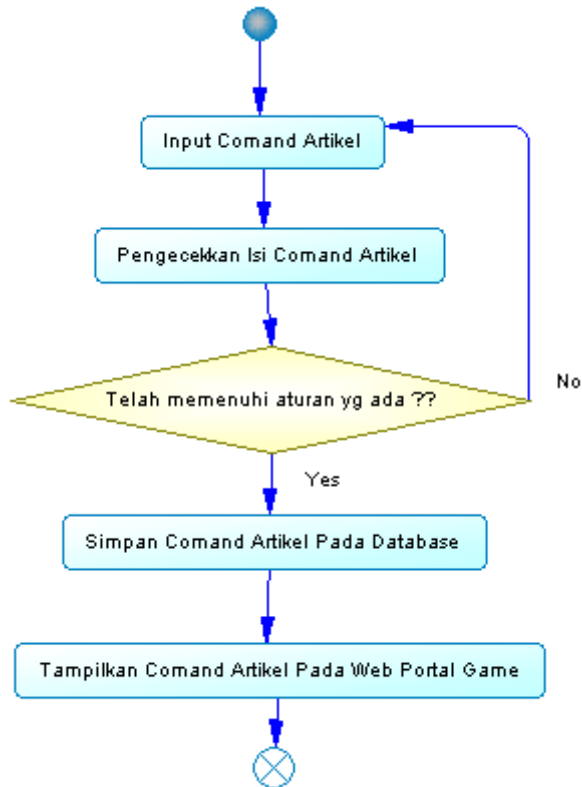 Input Comand Artikel
Pengecekkan Isi Comand Artikel
Telah memenuhi aturan yg ada ??
No
Yes
Simpan Comand Artikel Pada Database
Tampilkan Comand Artikel Pada Web Portal Game